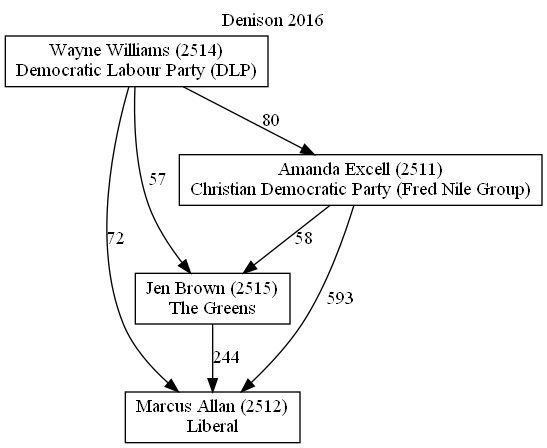 Denison 2016
Wayne Williams (2514)
Democratic Labour Party (DLP)
80
Amanda Excell (2511)
Christian Democratic Party (Fred Nile Group)
57
72
58
Jen Brown (2515)
The Greens
593
244
Marcus Allan (2512)
Liberal